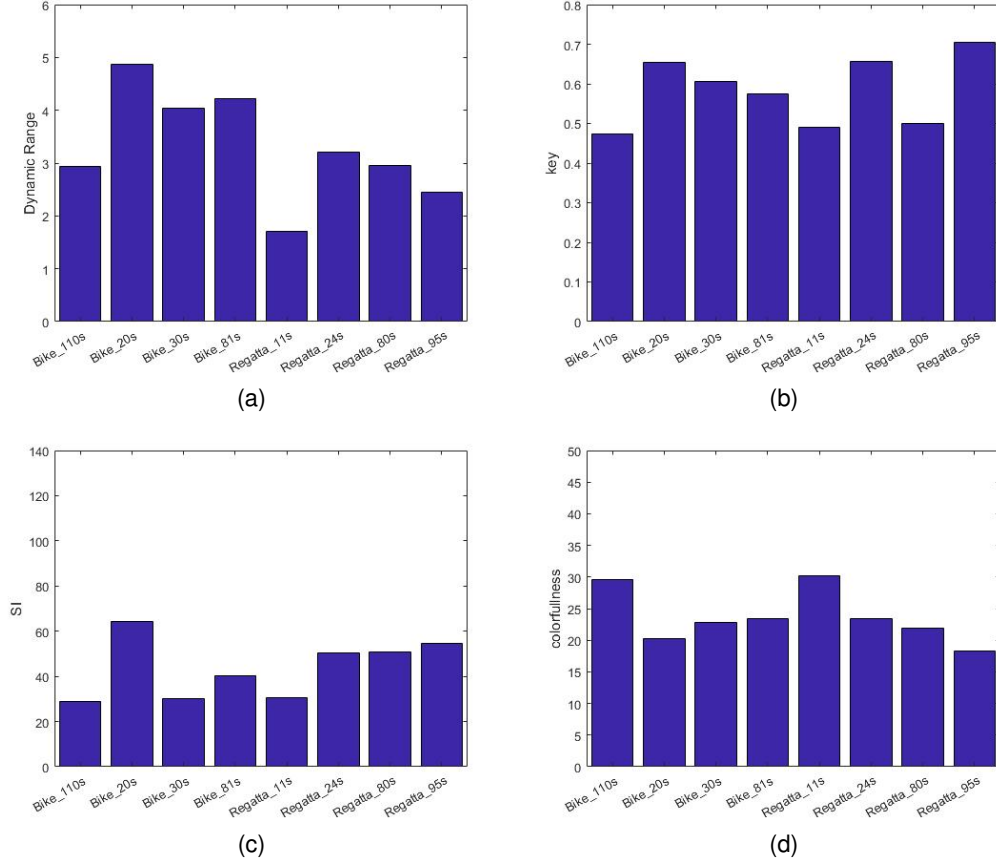 Dynamic Range
6
5
4
3
2
1
0
Bike_110s
Bike_20s
Bike_30s
Bike_81s
Regatta_11s
Regatta_24s
Regatta_80s
Regatta_95s
(a)
key
0.8
0.7
0.6
0.5
0.4
0.3
0.2
0.1
0
Bike_110s
Bike_20s
Bike_30s
Bike_81s
Regatta_11s
Regatta_24s
Regatta_80s
Regatta_95s
(b)
SI
140
120
100
80
60
40
20
0
Bike_110s
Bike_20s
Bike_30s
Bike_81s
Regatta_11s
Regatta_24s
Regatta_80s
Regatta_95s
(c)
colorfullness
50
45
40
35
30
25
20
15
10
5
0
Bike_110s
Bike_20s
Bike_30s
Bike_81s
Regatta_11s
Regatta_24s
Regatta_80s
Regatta_95s
(d)